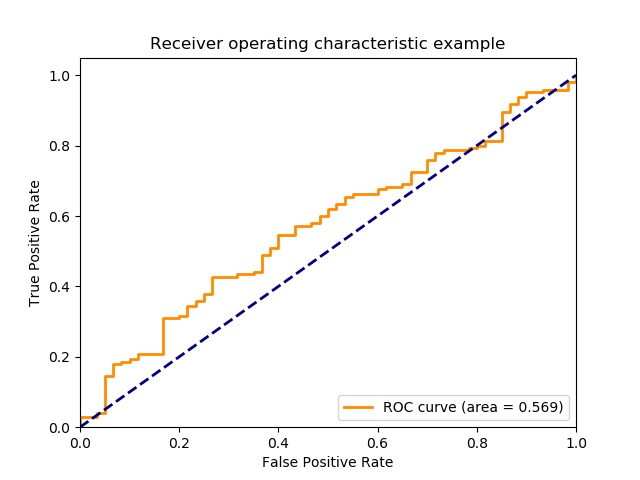 Receiver operating characteristic example
True Positive Rate
1.0
0.8
0.6
0.4
0.2
0.0
ROC curve (area = 0.569)
0.0 0.2 0.4 0.6 0.8 1.0
False Positive Rate